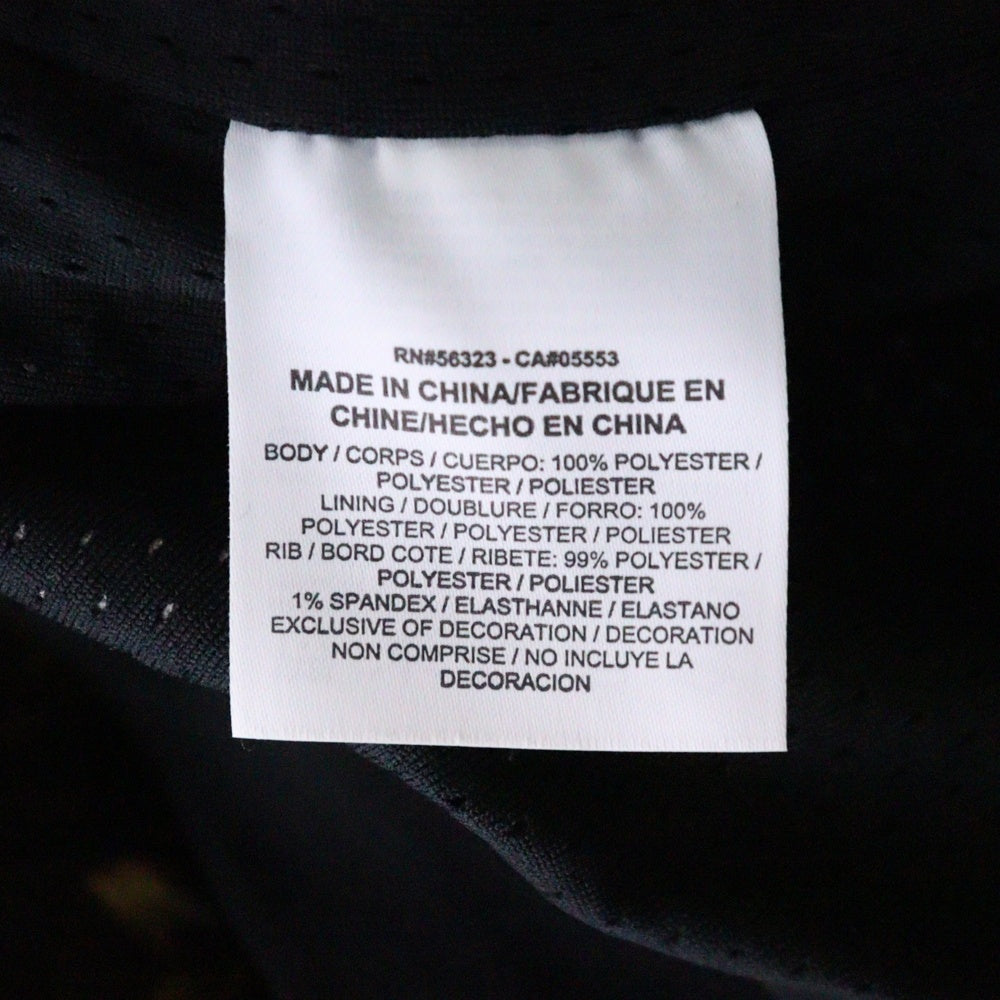 RN#56323 - CA#05553
MADE IN CHINA/FABRIQUE EN
CHINE/HECHO EN CHINA
BODY / CORPS / CUERPO: 100% POLYESTER /
POLYESTER / POLIESTER
LINING / DOUBLURE / FORRO: 100%
POLYESTER / POLYESTER / POLIESTER
RIB / BORD COTE / RIBETE: 99% POLYESTER /
POLYESTER / POLIESTER
1% SPANDEX / ELASTHANNE / ELASTANO
EXCLUSIVE OF DECORATION / DECORATION
NON COMPRISE / NO INCLUYE LA
DECORACION